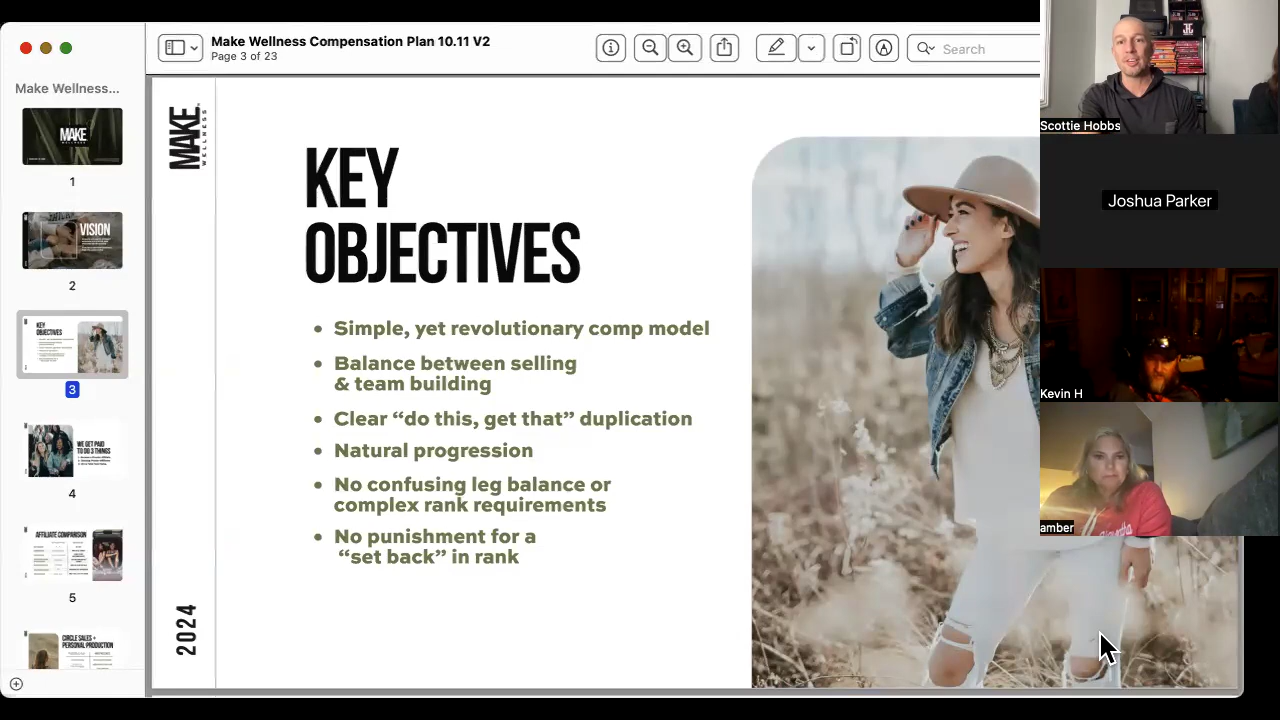 Make Wellness Compensation Plan 10.11 V2
Page 3 of 23
Search
Make Wellness...
MAKE
1
VISION
2
KEY
OBJECTIVES
3
WE GET PAID
TO DO 3 THINGS
4
AFFILIATE COMPARISON
5
CIRCLE SALES +
PERSONAL PRODUCTION
MAKE
WELLNESS
2024
KEY
OBJECTIVES
• Simple, yet revolutionary comp model
• Balance between selling
& team building
• Clear “do this, get that” duplication
• Natural progression
• No confusing leg balance or
complex rank requirements
• No punishment for a
“set back” in rank
Scottie Hobbs
Joshua Parker
Kevin H
amber